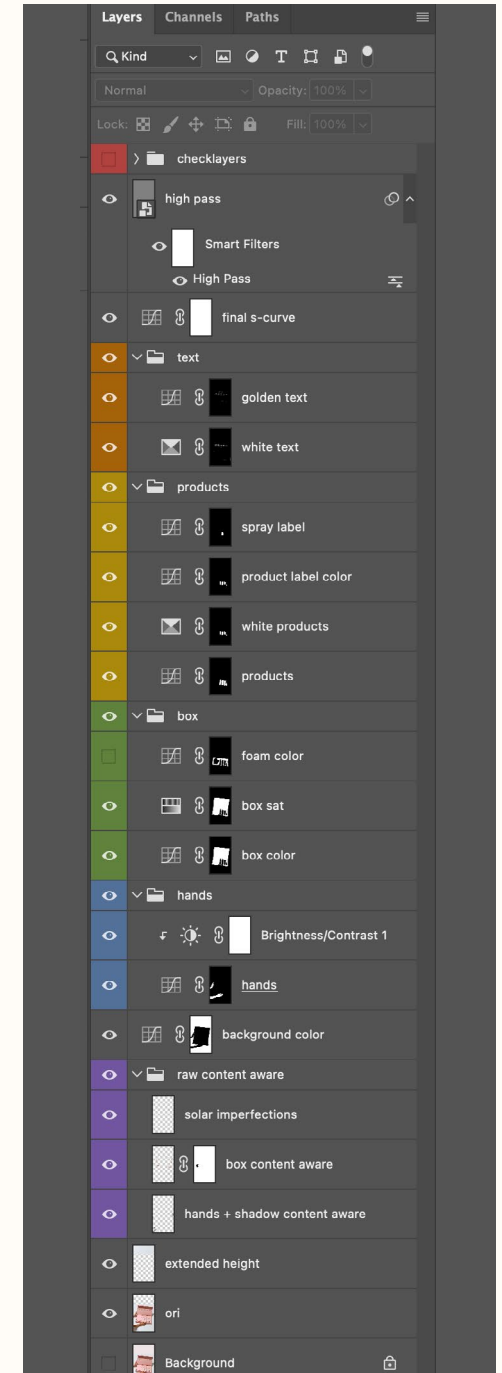 Layers Channels Paths
Kind
Normal Opacity: 100%
Lock: Fill: 100%
checklayers
high pass
Smart Filters
High Pass
final s-curve
text
golden text
white text
products
spray label
product label color
white products
products
box
foam color
box sat
box color
hands
Brightness/Contrast 1
hands
background color
raw content aware
solar imperfections
box content aware
hands + shadow content aware
extended height
ori
Background